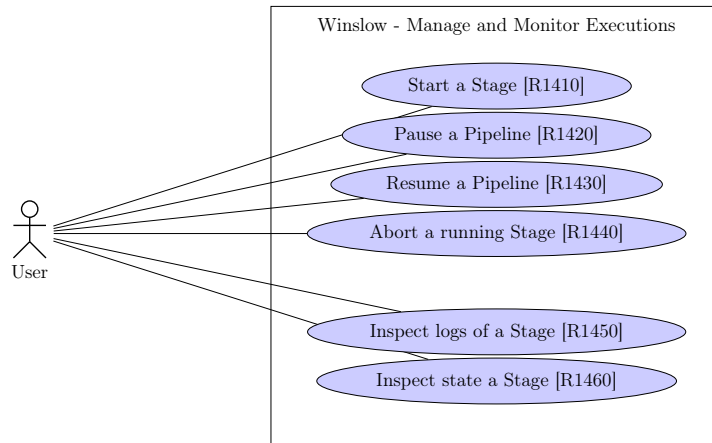 Winslow - Manage and Monitor Executions
Start a Stage [R1410]
Pause a Pipeline [R1420]
Resume a Pipeline [R1430]
Abort a running Stage [R1440]
User
Inspect logs of a Stage [R1450]
Inspect state a Stage [R1460]